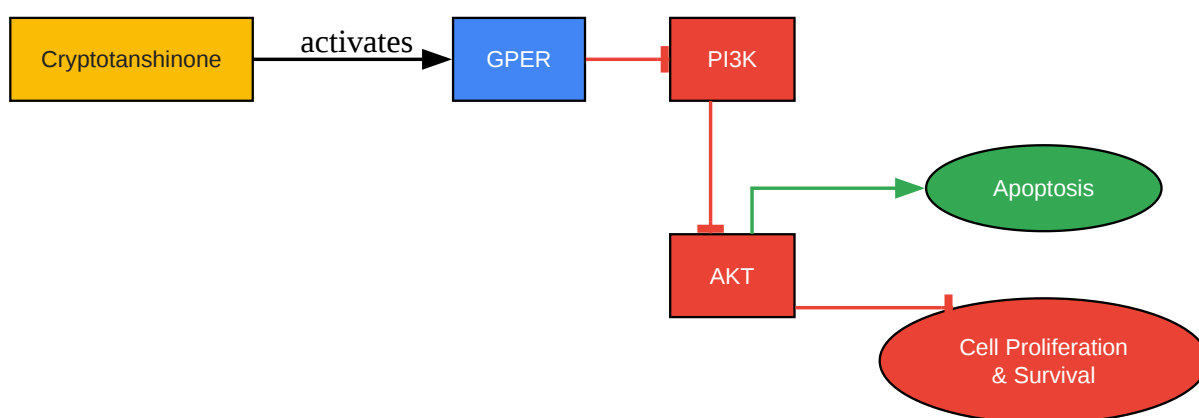 Cryptotanshinone
activates
GPER
PI3K
Apoptosis
AKT
Cell Proliferation
& Survival